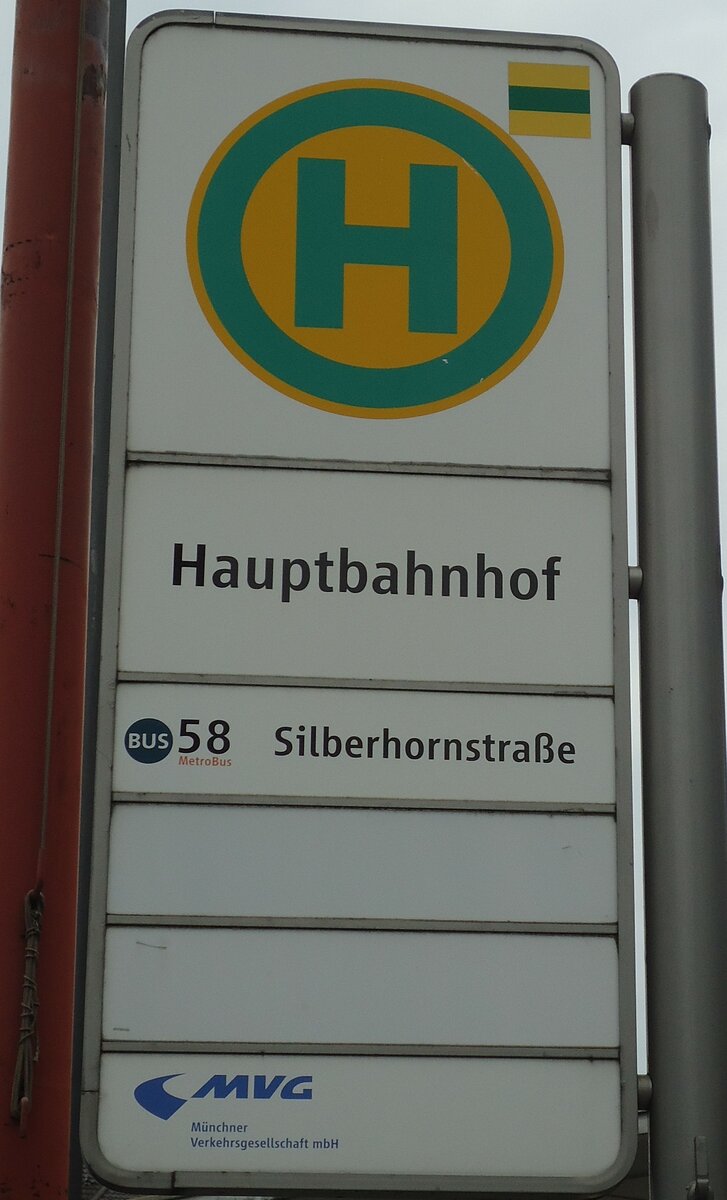 H
Hauptbahnhof
BUS 58 Silberhornstraße
MetroBus
MVG
Münchner
Verkehrsgesellschaft mbH